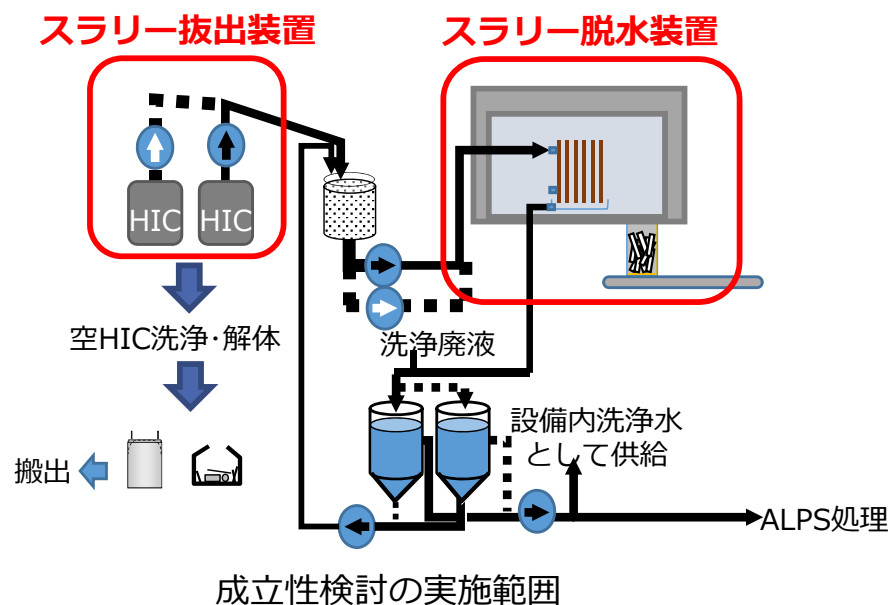 スラリー抜出装置
スラリー脱水装置
HIC
HIC
空HIC洗浄･解体
洗浄廃液
設備内洗浄水
として供給
搬出
ALPS処理
成立性検討の実施範囲